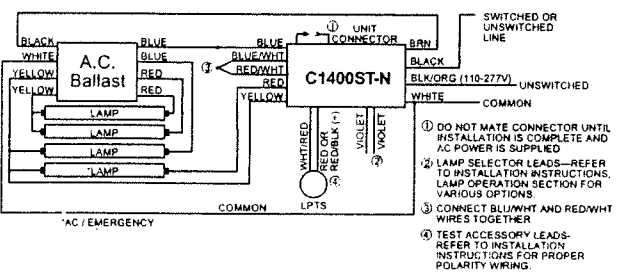 ① UNIT
CONNECTOR
SWITCHED OR
UNSWITCHED
LINE
BLACK
WHITE
YELLOW
YELLOW
A.C.
Ballast
BLUE
BLUE
RED
RED
BLUE
BLUE/WHT
③
RED/WHT
RED
YELLOW
C1400ST-N
BRN
BLACK
BLK/ORG (110-277V)
UNSWITCHED
WHITE
COMMON
LAMP
LAMP
LAMP
*LAMP
WHT/RED
RED OR
RED/BLK (+)
VIOLET
VIOLET
②
④
LPTS
COMMON
*AC / EMERGENCY
① DO NOT MATE CONNECTOR UNTIL
INSTALLATION IS COMPLETE AND
AC POWER IS SUPPLIED
② LAMP SELECTOR LEADS—REFER
TO INSTALLATION INSTRUCTIONS,
LAMP OPERATION SECTION FOR
VARIOUS OPTIONS.
③ CONNECT BLU/WHT AND RED/WHT
WIRES TOGETHER
④ TEST ACCESSORY LEADS-
REFER TO INSTALLATION
INSTRUCTIONS FOR PROPER
POLARITY WIRING.